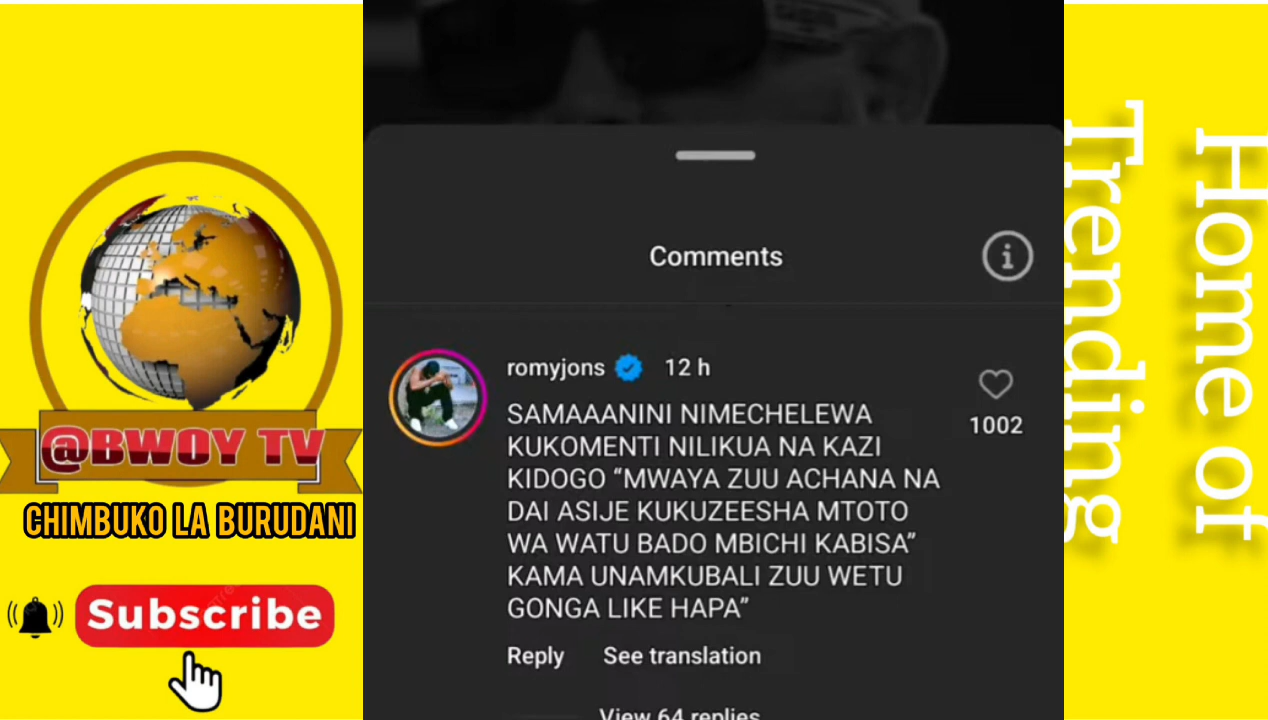 @BWOY TV
CHIMBUKO LA BURUDANI
Subscribe
Comments
romyjons 12 h
SAMAAANINI NIMECHELEWA
KUKOMENTI NILIKUA NA KAZI
KIDOGO “MWAYA ZUU ACHANA NA
DAI ASIJE KUKUZEESHA MTOTO
WA WATU BADO MBICHI KABISA”
KAMA UNAMKUBALI ZUU WETU
GONGA LIKE HAPA”
1002
Reply See translation
View 64 replies
Home of
Trending